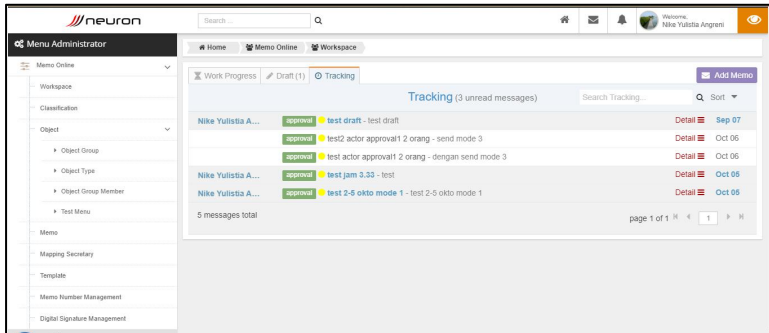 neuron
Search ...
Welcome,
Nike Yulistia Angreni
Menu Administrator
Home Memo Online Workspace
Memo Online
Workspace
Classification
Object
Object Group
Object Type
Object Group Member
Test Menu
Memo
Mapping Secretary
Template
Memo Number Management
Digital Signature Management
Work Progress Draft (1) Tracking Add Memo
Tracking (3 unread messages) Search Tracking... Sort
Nike Yulistia A... approval test draft - test draft Detail Sep 07
approval test2 actor approval1 2 orang - send mode 3 Detail Oct 06
approval test actor approval1 2 orang - dengan send mode 3 Detail Oct 06
Nike Yulistia A... approval test jam 3.33 - test Detail Oct 05
Nike Yulistia A... approval test 2-5 okto mode 1 - test 2-5 okto mode 1 Detail Oct 05
5 messages total page 1 of 1 1